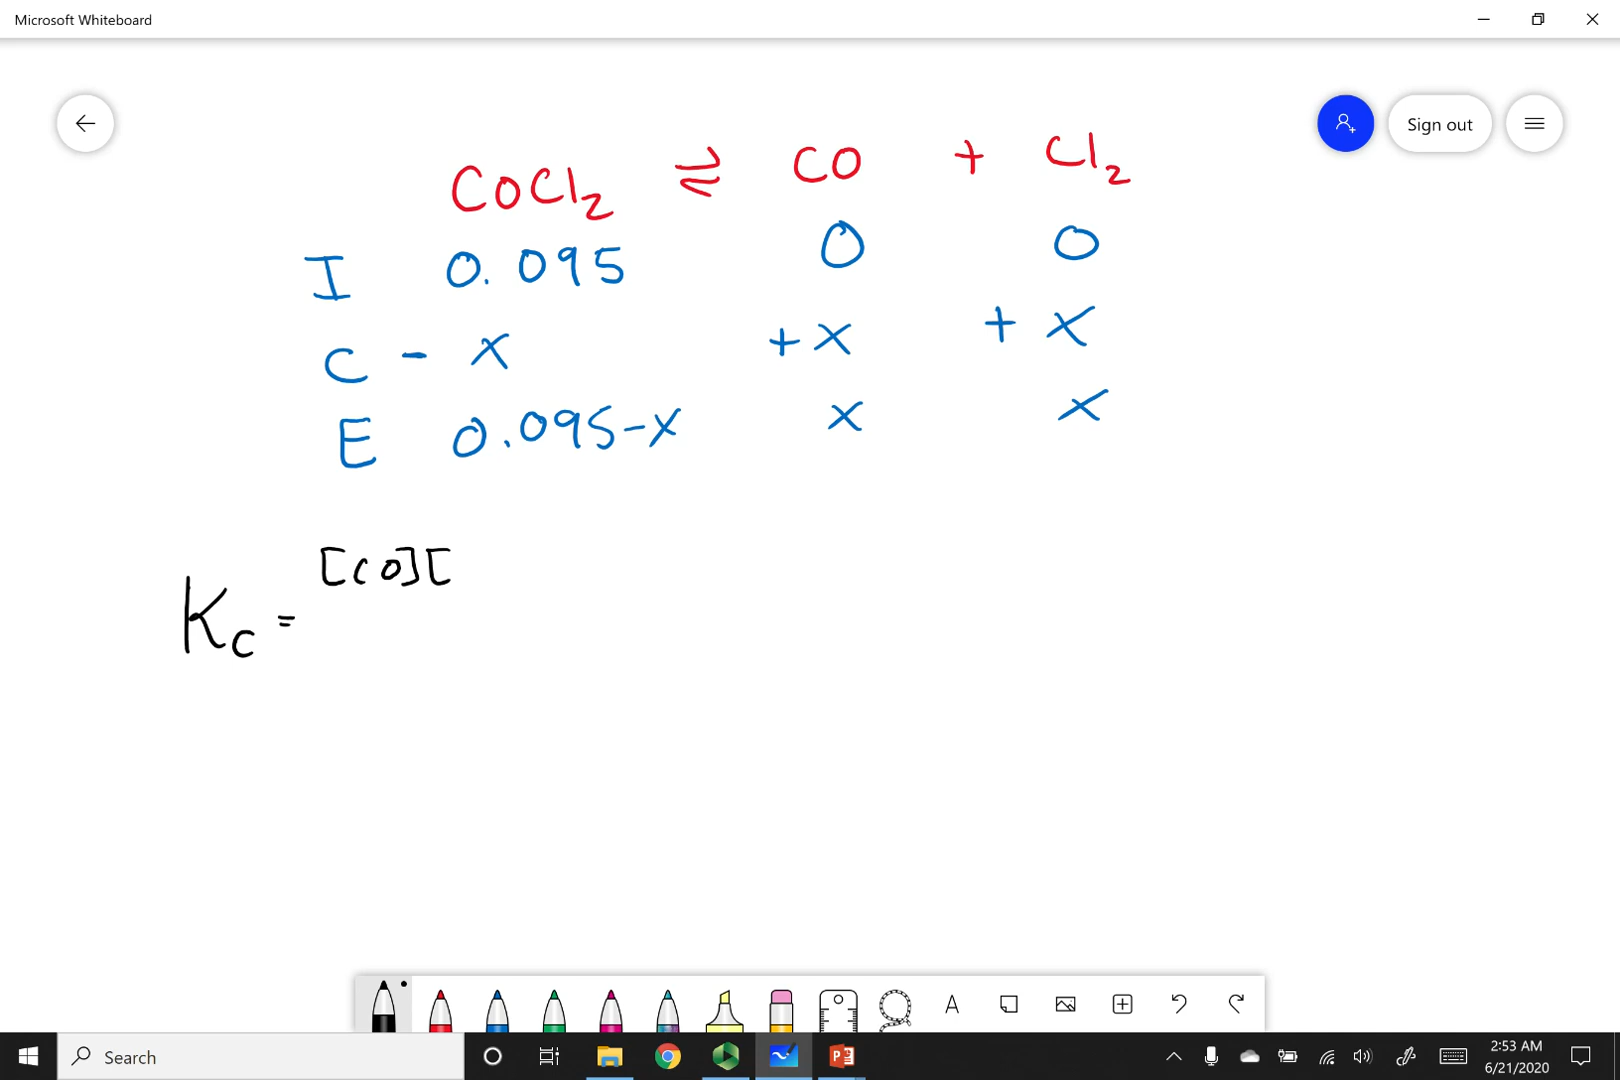 Microsoft Whiteboard
Sign out
COCl2 ⇌ CO + Cl2
I 0.095 0 0
C - x +x +x
E 0.095-x x x
[CO][
Kc =
A
Search
2:53 AM
6/21/2020